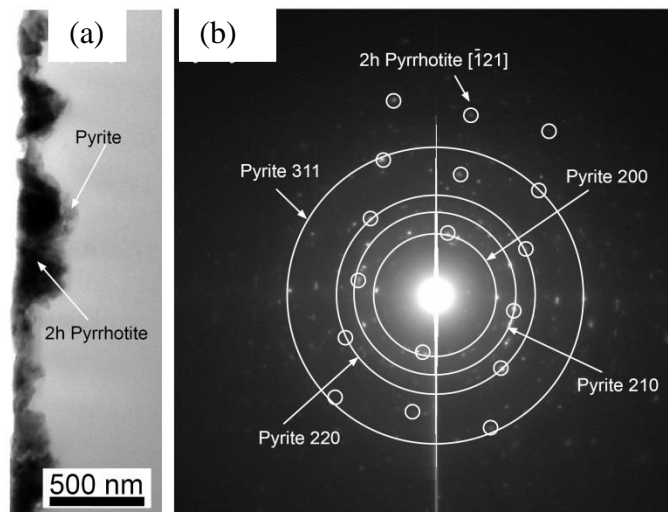 (a)
(b)
Pyrite
2h Pyrrhotite
500 nm
2h Pyrrhotite [1̄21]
Pyrite 311
Pyrite 200
Pyrite 220
Pyrite 210